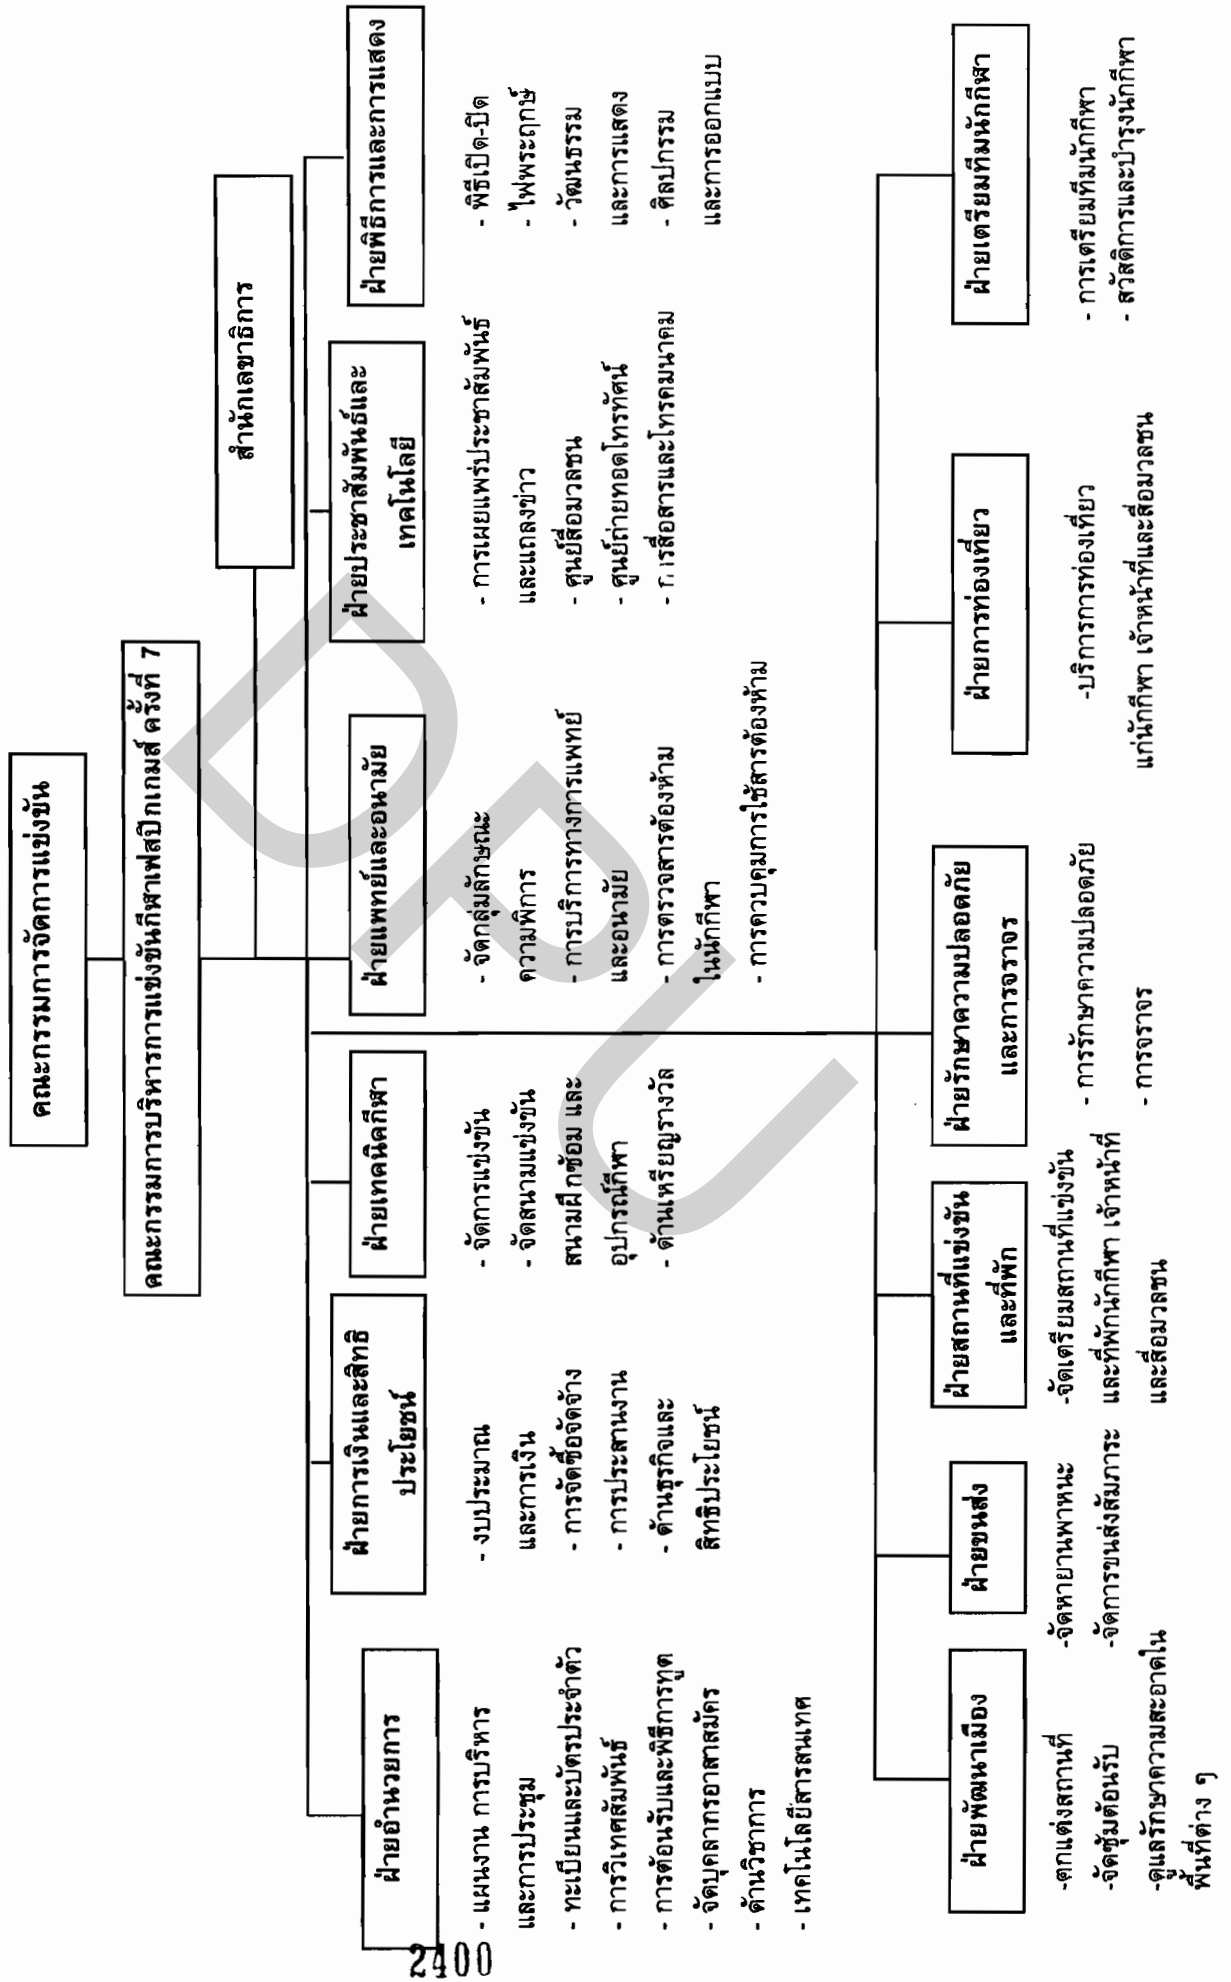 คณะกรรมการจัดการแข่งขัน
คณะกรรมการบริหารการแข่งขันกีฬาเฟสปิกเกมส์ ครั้งที่ 7
สำนักเลขาธิการ
ฝ่ายอำนวยการ
- แผนงาน การบริหาร
และการประชุม
- ทะเบียนและบัตรประจำตัว
- การวิเทศสัมพันธ์
- การต้อนรับและพิธีการทูต
- จัดบุคลากรอาสาสมัคร
- ด้านวิชาการ
- เทคโนโลยีสารสนเทศ
ฝ่ายการเงินและสิทธิ
ประโยชน์
- งบประมาณ
และการเงิน
- การจัดซื้อจัดจ้าง
- การประสานงาน
- ด้านธุรกิจและ
สิทธิประโยชน์
ฝ่ายเทคนิคกีฬา
- จัดการแข่งขัน
- จัดสนามแข่งขัน
สนามฝึกซ้อม และ
อุปกรณ์กีฬา
- ด้านเหรียญรางวัล
ฝ่ายแพทย์และอนามัย
- จัดกลุ่มลักษณะ
ความพิการ
- การบริการทางการแพทย์
และอนามัย
- การตรวจสารต้องห้าม
ในนักกีฬา
- การควบคุมการใช้สารต้องห้าม
ฝ่ายประชาสัมพันธ์และ
เทคโนโลยี
- การเผยแพร่ประชาสัมพันธ์
และแถลงข่าว
- ศูนย์สื่อมวลชน
- ศูนย์ถ่ายทอดโทรทัศน์
- การสื่อสารและโทรคมนาคม
ฝ่ายพิธีการและการแสดง
- พิธีเปิด-ปิด
- ไฟพระฤกษ์
- วัฒนธรรม
และการแสดง
- ศิลปกรรม
และการออกแบบ
ฝ่ายพัฒนาเมือง
-ตกแต่งสถานที่
-จัดซุ้มต้อนรับ
-ดูแลรักษาความสะอาดใน
พื้นที่ต่าง ๆ
ฝ่ายขนส่ง
-จัดหายานพาหนะ
-จัดการขนส่งสัมภาระ
ฝ่ายสถานที่แข่งขัน
และที่พัก
-จัดเตรียมสถานที่แข่งขัน
และที่พักนักกีฬา เจ้าหน้าที่
และสื่อมวลชน
ฝ่ายรักษาความปลอดภัย
และการจราจร
- การรักษาความปลอดภัย
- การจราจร
ฝ่ายการท่องเที่ยว
-บริการการท่องเที่ยว
แก่นักกีฬา เจ้าหน้าที่และสื่อมวลชน
ฝ่ายเตรียมทีมนักกีฬา
- การเตรียมทีมนักกีฬา
- สวัสดิการและบำรุงนักกีฬา
2400
DPU